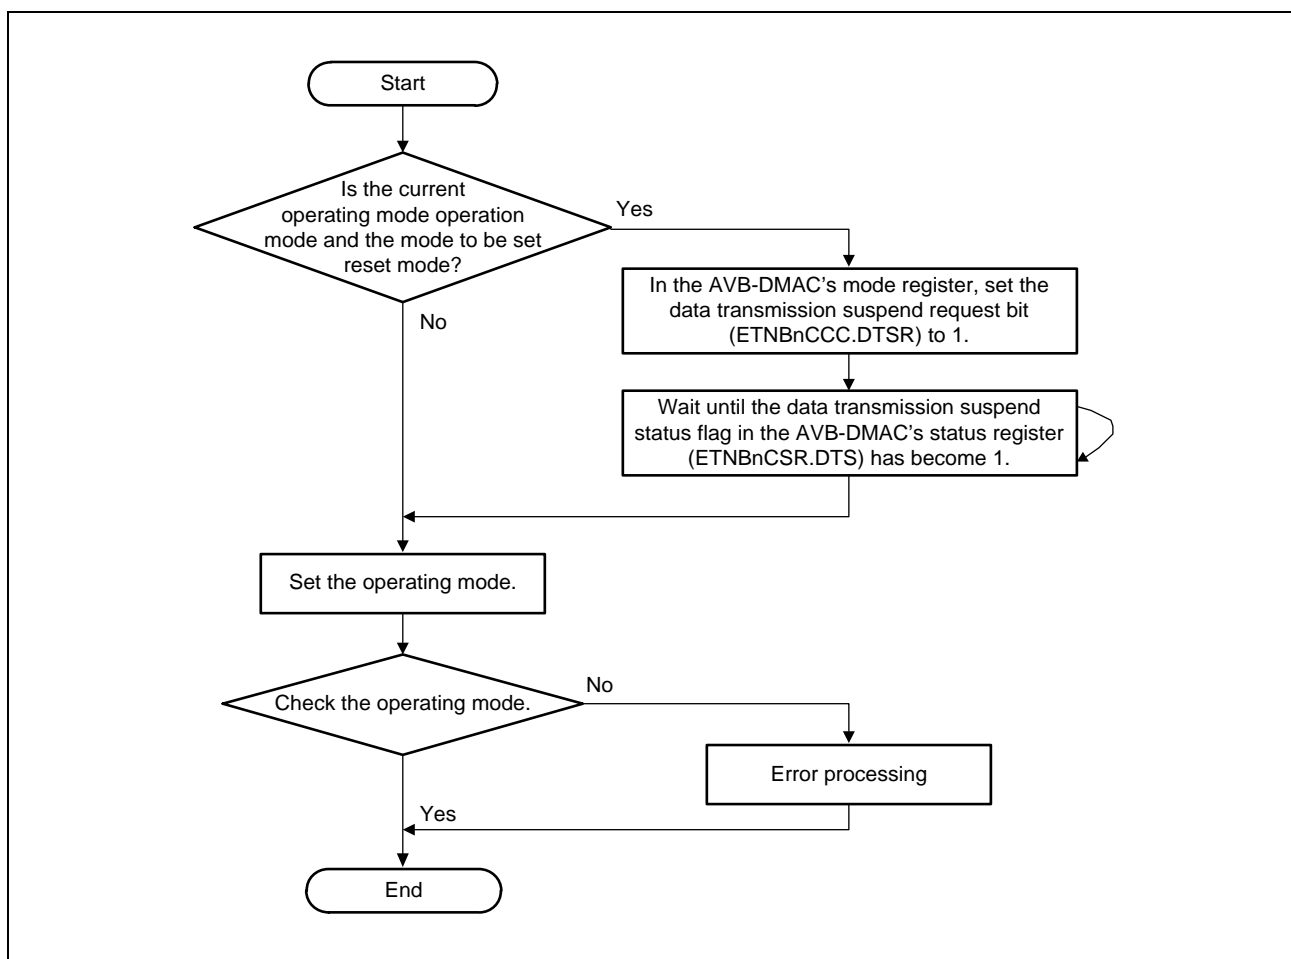 Start
Is the current
operating mode operation
mode and the mode to be set
reset mode?
Yes
No
In the AVB-DMAC's mode register, set the
data transmission suspend request bit
(ETNBnCCC.DTSR) to 1.
Wait until the data transmission suspend
status flag in the AVB-DMAC's status register
(ETNBnCSR.DTS) has become 1.
Set the operating mode.
Check the operating mode.
No
Error processing
Yes
End